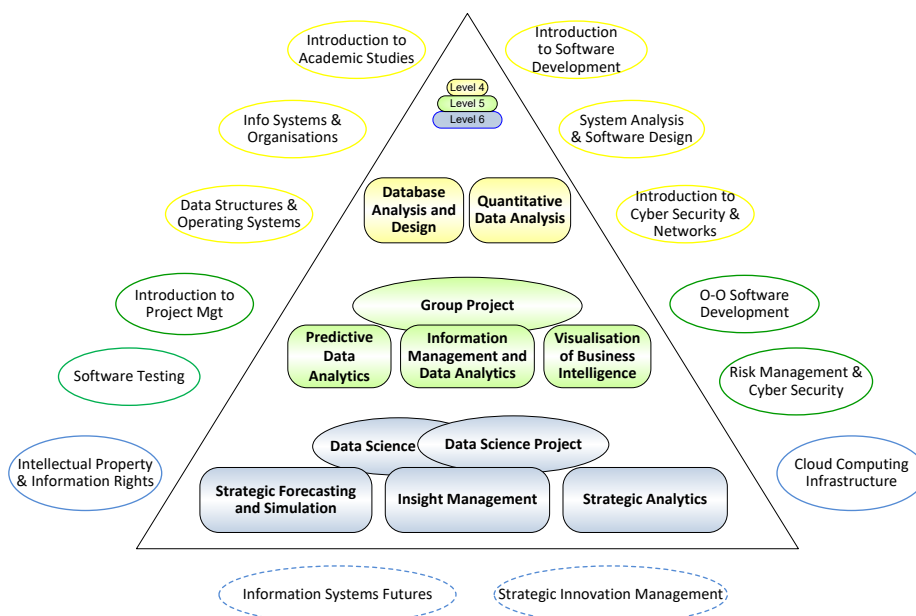 Introduction to
Academic Studies
Introduction
to Software
Development
Level 4
Level 5
Level 6
Info Systems &
Organisations
System Analysis
& Software Design
Data Structures &
Operating Systems
Database
Analysis and
Design
Quantitative
Data Analysis
Introduction to
Cyber Security &
Networks
Introduction to
Project Mgt
Group Project
O-O Software
Development
Predictive
Data
Analytics
Information
Management and
Data Analytics
Visualisation
of Business
Intelligence
Software Testing
Risk Management &
Cyber Security
Data Science
Data Science Project
Intellectual Property
& Information Rights
Cloud Computing
Infrastructure
Strategic Forecasting
and Simulation
Insight Management
Strategic Analytics
Information Systems Futures
Strategic Innovation Management